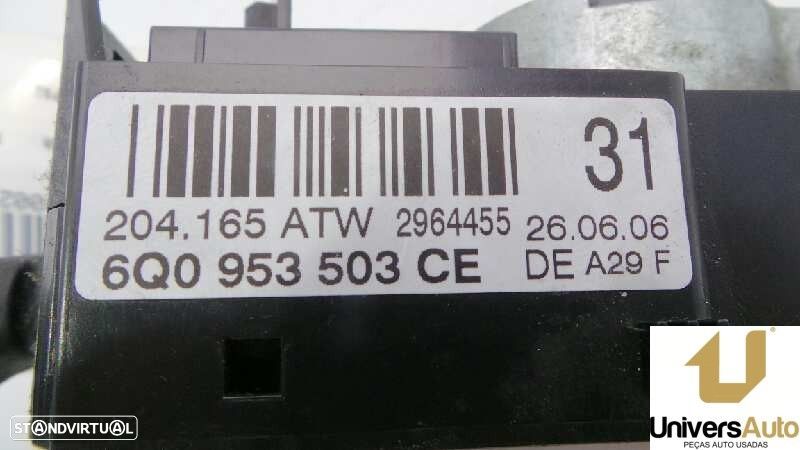 31
204.165 ATW 2964455 26.06.06
6Q0 953 503 CE DE A29 F
STANDVIRTUAL
UniversAuto
PEÇAS AUTO USADAS